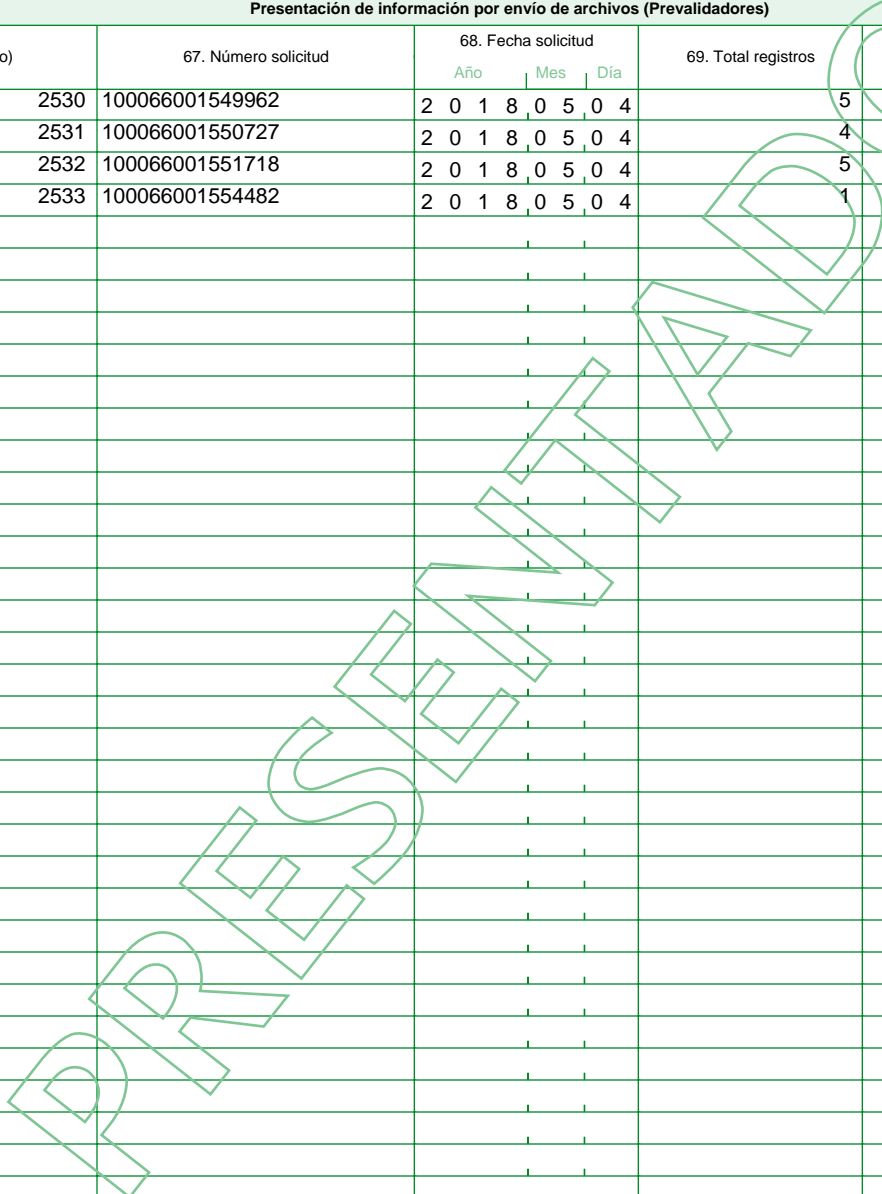 Presentación de información por envío de archivos (Prevalidadores)
o) 67. Número solicitud 68. Fecha solicitud 69. Total registros
Año Mes Día
2530 100066001549962 2 0 1 8 0 5 0 4 5
2531 100066001550727 2 0 1 8 0 5 0 4 4
2532 100066001551718 2 0 1 8 0 5 0 4 5
2533 100066001554482 2 0 1 8 0 5 0 4 1
PRESENTADO